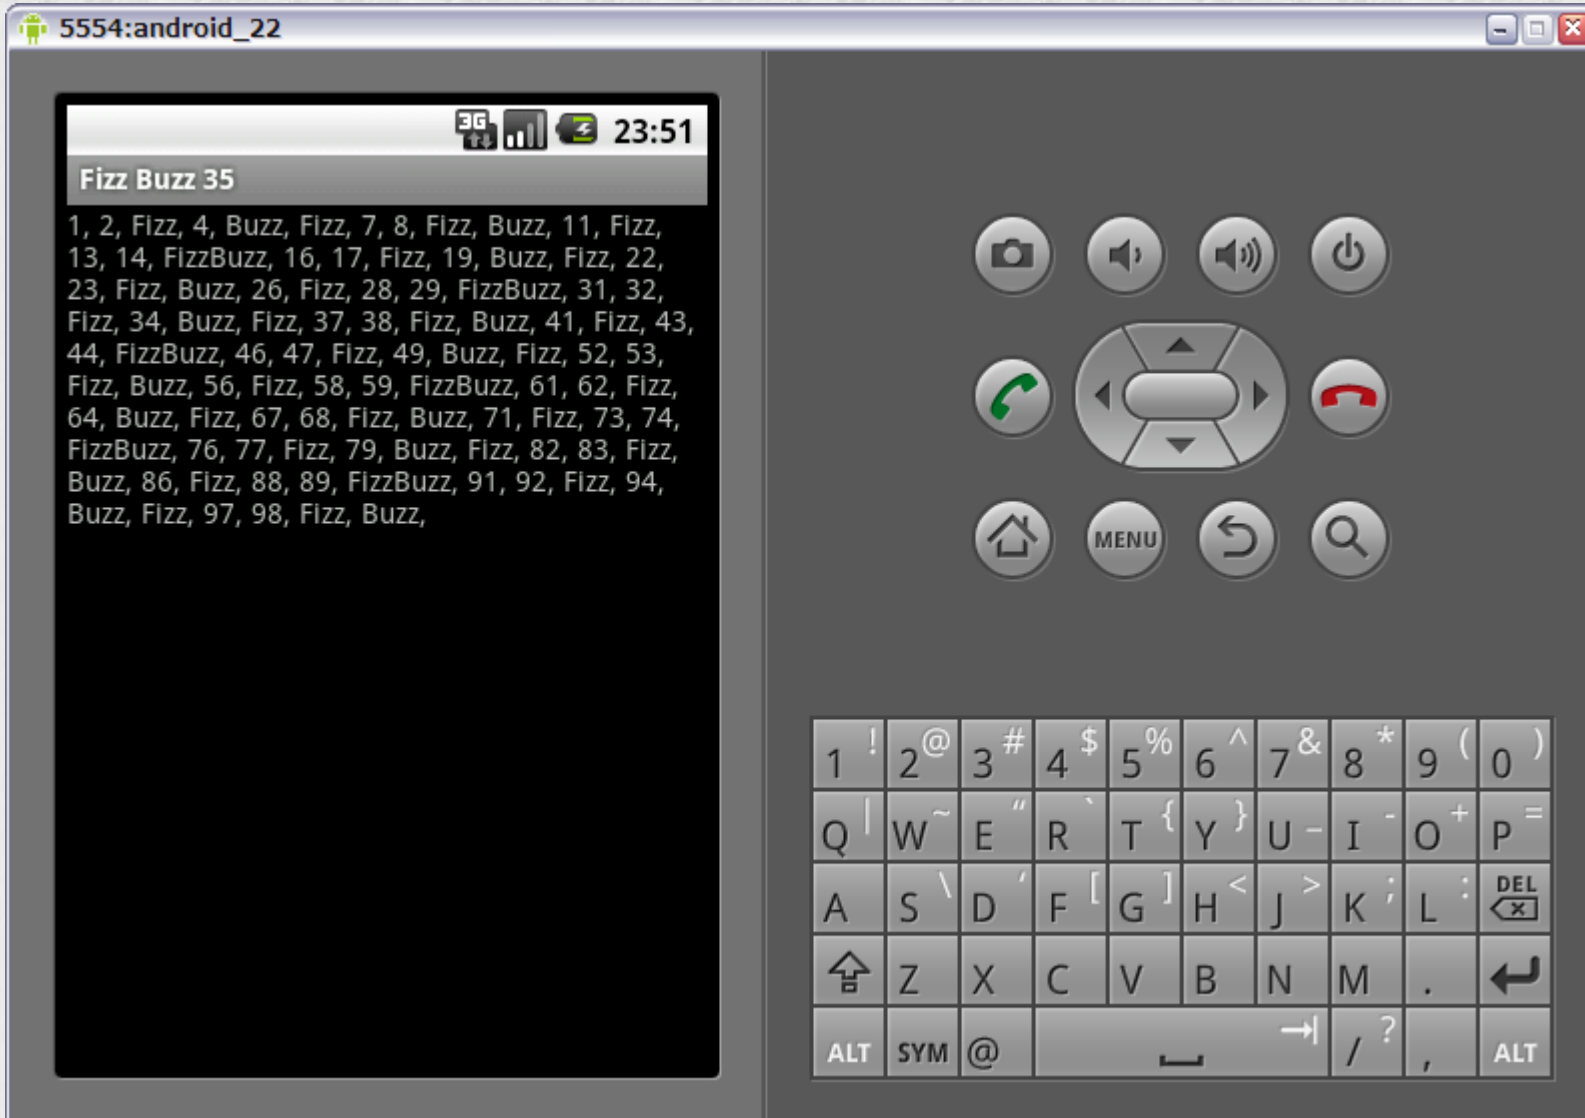 5554:android_22
3G 23:51
Fizz Buzz 35
1, 2, Fizz, 4, Buzz, Fizz, 7, 8, Fizz, Buzz, 11, Fizz,
13, 14, FizzBuzz, 16, 17, Fizz, 19, Buzz, Fizz, 22,
23, Fizz, Buzz, 26, Fizz, 28, 29, FizzBuzz, 31, 32,
Fizz, 34, Buzz, Fizz, 37, 38, Fizz, Buzz, 41, Fizz, 43,
44, FizzBuzz, 46, 47, Fizz, 49, Buzz, Fizz, 52, 53,
Fizz, Buzz, 56, Fizz, 58, 59, FizzBuzz, 61, 62, Fizz,
64, Buzz, Fizz, 67, 68, Fizz, Buzz, 71, Fizz, 73, 74,
FizzBuzz, 76, 77, Fizz, 79, Buzz, Fizz, 82, 83, Fizz,
Buzz, 86, Fizz, 88, 89, FizzBuzz, 91, 92, Fizz, 94,
Buzz, Fizz, 97, 98, Fizz, Buzz,
MENU
1 ! 2 @ 3 # 4 $ 5 % 6 ^ 7 & 8 * 9 ( 0 )
Q | W ~ E " R ` T { Y } U _ I - O + P =
A S \ D ' F [ G ] H < J > K ; L : DEL
Z X C V B N M .
ALT SYM @ / ? , ALT